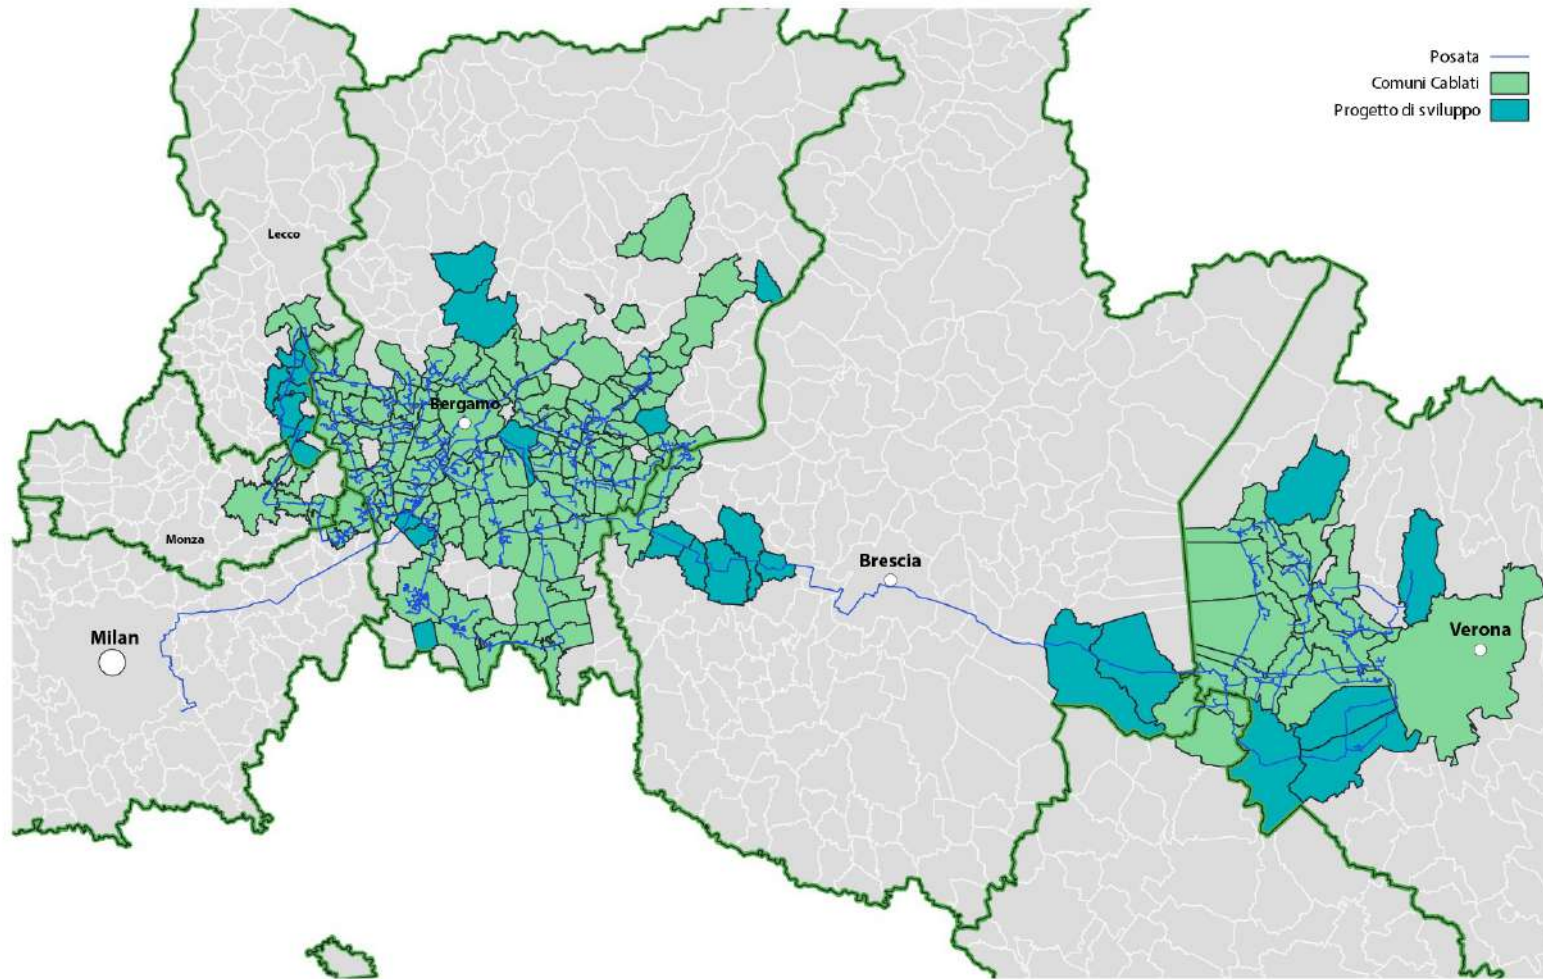 Posata
Comuni Cablati
Progetto di sviluppo
Lecco
Bergamo
Monza
Brescia
Milan
Verona